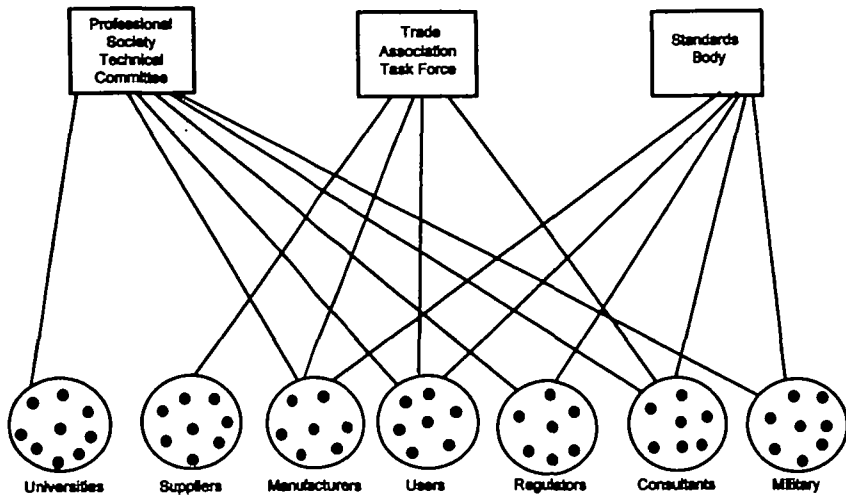 Professional
Society
Technical
Committee
Trade
Association
Task Force
Standards
Body
Universities
Suppliers
Manufacturers
Users
Regulators
Consultants
Military